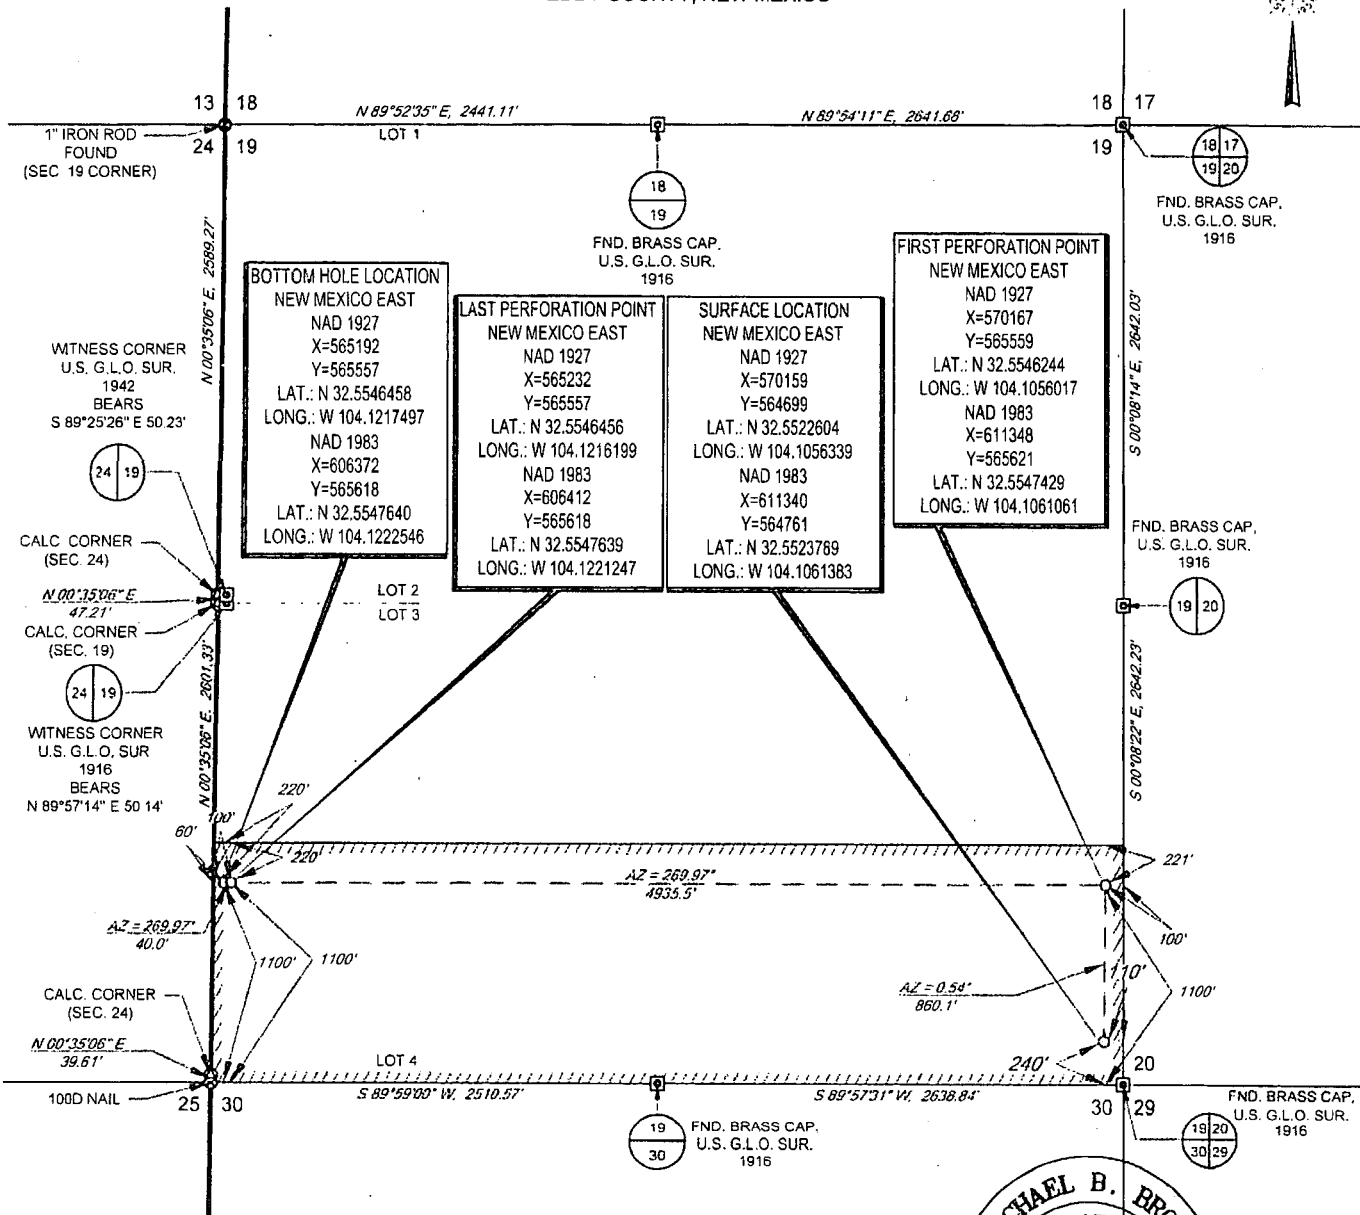 13 18
N 89°52'35" E, 2441.11'
N 89°54'11" E, 2641.68'
18 17
1" IRON ROD
FOUND
(SEC 19 CORNER)
24 19
LOT 1
19
18 17
19 20
FND. BRASS CAP,
U.S. G.L.O. SUR.
1916
18
19
FND. BRASS CAP.
U.S. G.L.O. SUR.
1916
N 00°35'06" E, 2589.27'
BOTTOM HOLE LOCATION
NEW MEXICO EAST
NAD 1927
X=565192
Y=565557
LAT.: N 32.5546458
LONG.: W 104.1217497
NAD 1983
X=606372
Y=565618
LAT.: N 32.5547640
LONG.: W 104.1222546
LAST PERFORATION POINT
NEW MEXICO EAST
NAD 1927
X=565232
Y=565557
LAT.: N 32.5546456
LONG.: W 104.1216199
NAD 1983
X=606412
Y=565618
LAT.: N 32.5547639
LONG.: W 104.1221247
SURFACE LOCATION
NEW MEXICO EAST
NAD 1927
X=570159
Y=564699
LAT.: N 32.5522604
LONG.: W 104.1056339
NAD 1983
X=611340
Y=564761
LAT.: N 32.5523789
LONG.: W 104.1061383
FIRST PERFORATION POINT
NEW MEXICO EAST
NAD 1927
X=570167
Y=565559
LAT.: N 32.5546244
LONG.: W 104.1056017
NAD 1983
X=611348
Y=565621
LAT.: N 32.5547429
LONG.: W 104.1061061
S 00°08'14" E, 2642.03'
WITNESS CORNER
U.S. G.L.O. SUR.
1942
BEARS
S 89°25'26" E 50.23'
24 19
CALC. CORNER
(SEC. 24)
N 00°35'06" E
47.21'
CALC. CORNER
(SEC. 19)
24 19
WITNESS CORNER
U.S. G.L.O. SUR
1916
BEARS
N 89°57'14" E 50 14'
LOT 2
LOT 3
FND. BRASS CAP,
U.S. G.L.O. SUR.
1916
19 20
N 00°35'06" E, 2601.33'
S 00°08'22" E, 2642.23'
60'
100'
220'
220'
AZ = 269.97°
4935.5'
221'
100'
AZ = 269.97°
40.0'
1100'
1100'
110'
AZ = 0.54°
860.1'
1100'
CALC. CORNER
(SEC. 24)
N 00°35'06" E
39.61'
100D NAIL
25 30
LOT 4
S 89°59'00" W, 2510.57'
S 89°57'31" W, 2638.84'
240'
20
30 29
19
30
FND. BRASS CAP.
U.S. G.L.O. SUR.
1916
19 20
30 29
FND. BRASS CAP,
U.S. G.L.O. SUR.
1916
MICHAEL B. BRO